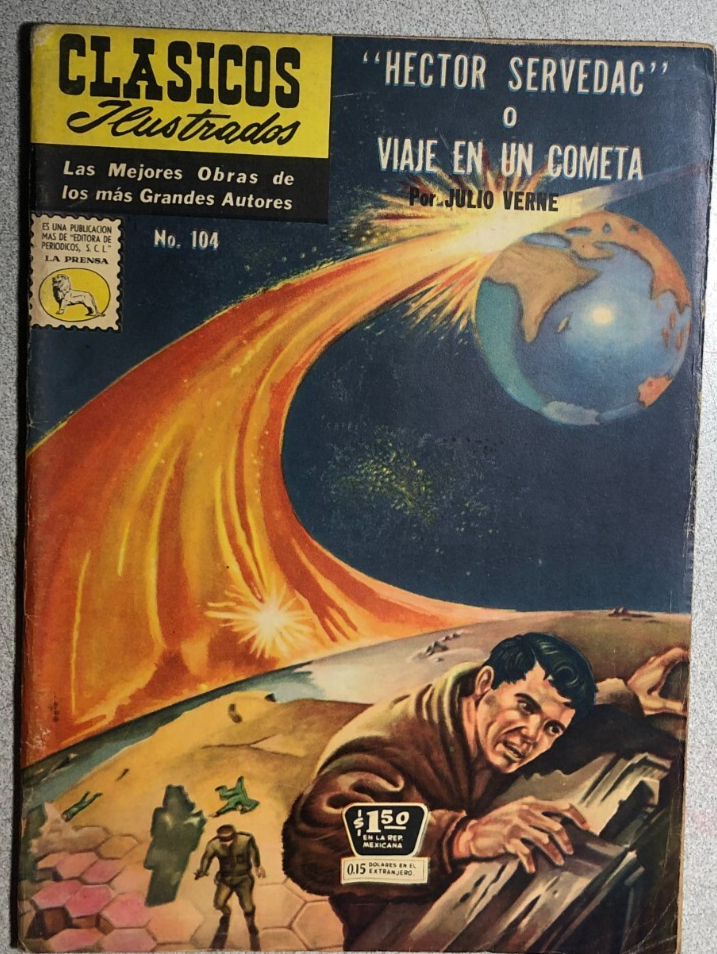 CLASICOS
Ilustrados
Las Mejores Obras de
los más Grandes Autores
"HECTOR SERVEDAC"
O
VIAJE EN UN COMETA
Por JULIO VERNE
ES UNA PUBLICACION
MAS DE "EDITORA DE
PERIODICOS, S. C. L."
LA PRENSA
No. 104
$1.50
EN LA REP.
MEXICANA
0.15 DOLARES EN EL
EXTRANJERO.